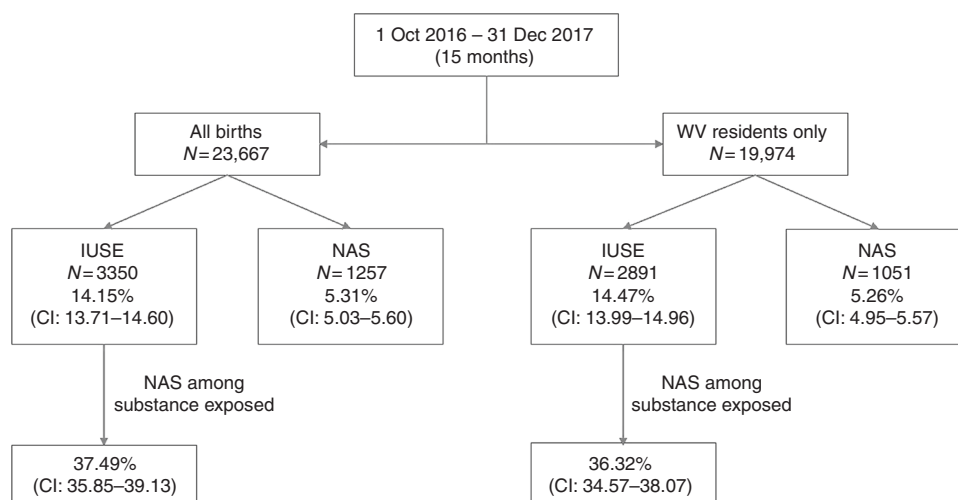 1 Oct 2016 – 31 Dec 2017
(15 months)
All births
N = 23,667
WV residents only
N = 19,974
IUSE
N = 3350
14.15%
(CI: 13.71–14.60)
NAS
N = 1257
5.31%
(CI: 5.03–5.60)
IUSE
N = 2891
14.47%
(CI: 13.99–14.96)
NAS
N = 1051
5.26%
(CI: 4.95–5.57)
NAS among
substance exposed
NAS among
substance exposed
37.49%
(CI: 35.85–39.13)
36.32%
(CI: 34.57–38.07)